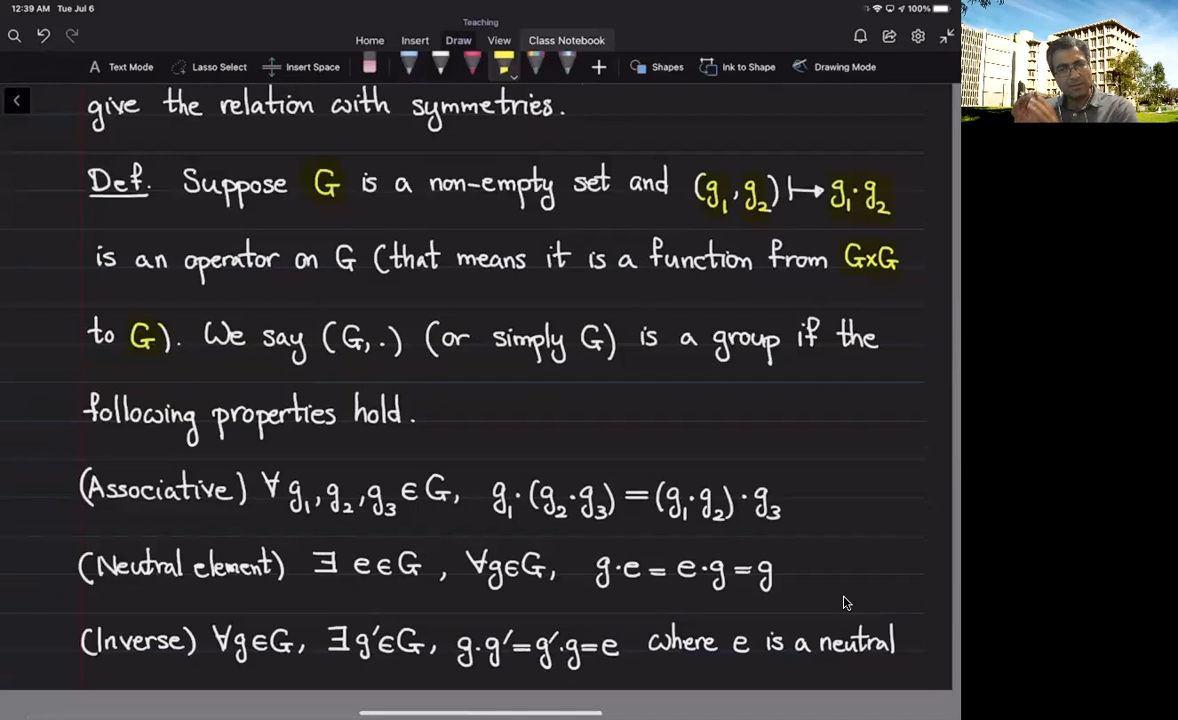 12:39 AM Tue Jul 6
100%
Teaching
Home Insert Draw View Class Notebook
Text Mode Lasso Select Insert Space Shapes Ink to Shape Drawing Mode
give the relation with symmetries.
Def. Suppose G is a non-empty set and (g₁,g₂) ↦ g₁·g₂
is an operator on G (that means it is a function from G×G
to G). We say (G,·) (or simply G) is a group if the
following properties hold.
(Associative) ∀ g₁,g₂,g₃ ∈ G, g₁·(g₂·g₃)=(g₁·g₂)·g₃
(Neutral element) ∃ e∈G, ∀g∈G, g·e=e·g=g
(Inverse) ∀g∈G, ∃g′∈G, g·g′=g′·g=e where e is a neutral